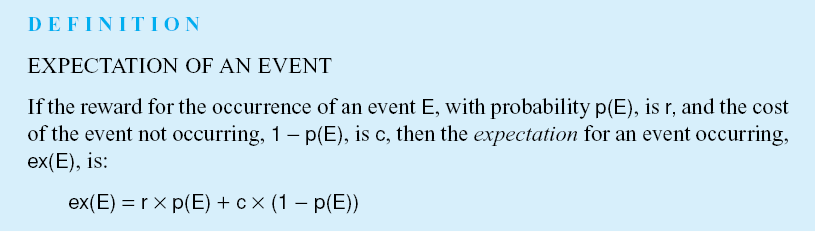 DEFINITION
EXPECTATION OF AN EVENT
If the reward for the occurrence of an event E, with probability p(E), is r, and the cost
of the event not occurring, 1 – p(E), is c, then the expectation for an event occurring,
ex(E), is:
ex(E) = r × p(E) + c × (1 – p(E))